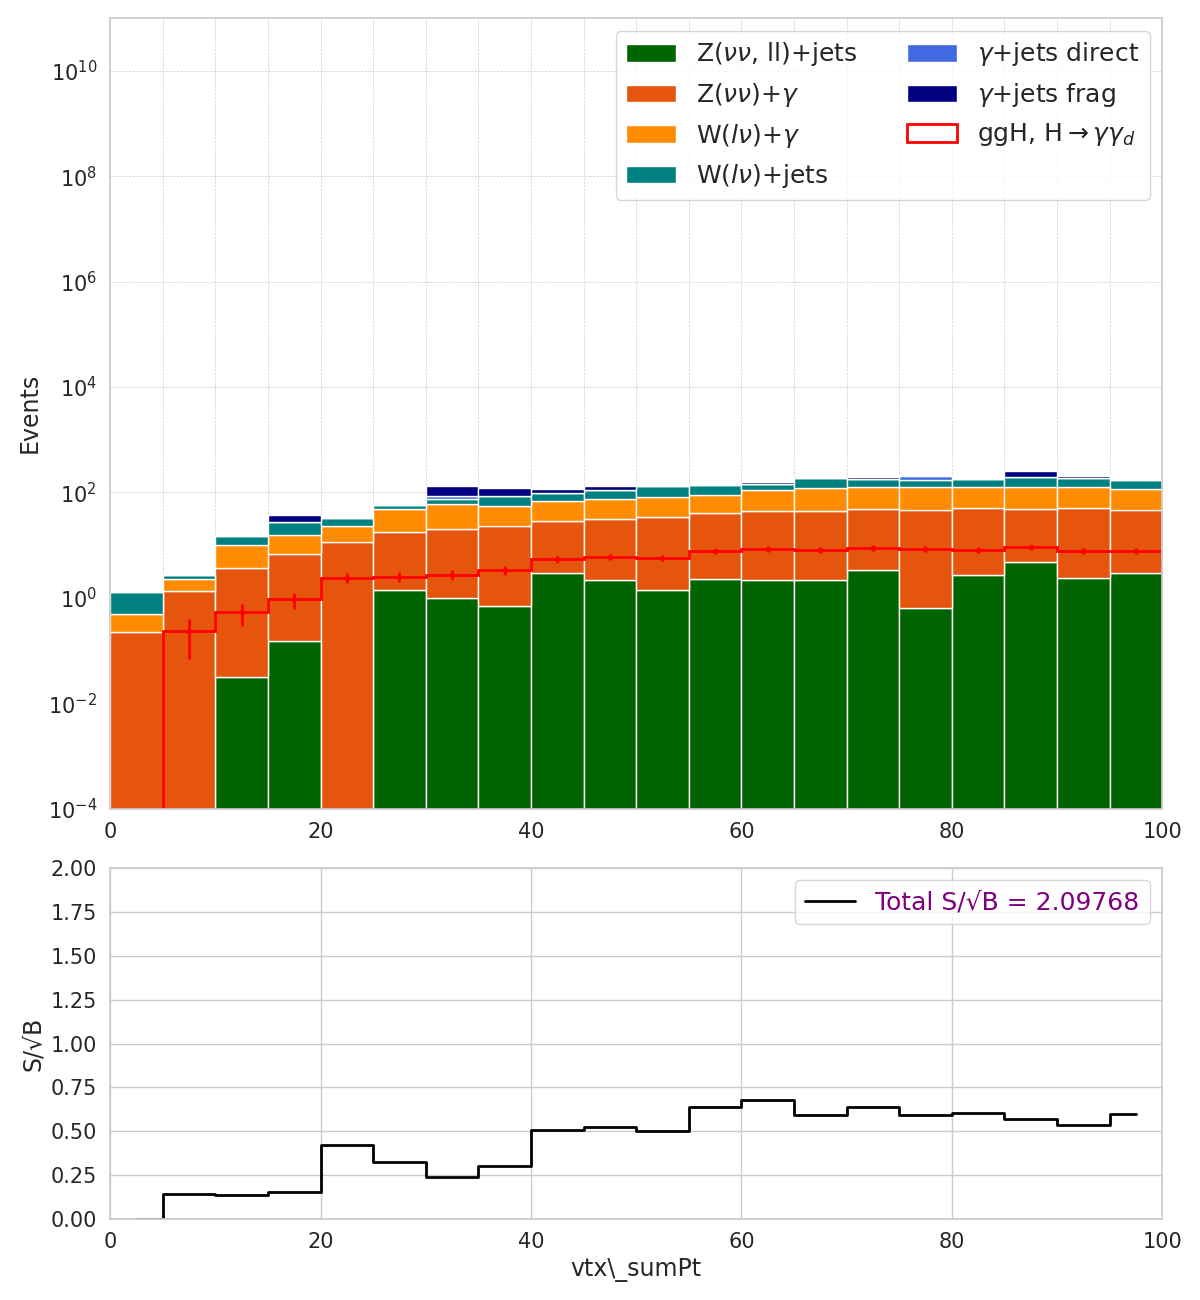 Z(νν, ll)+jets
Z(νν)+γ
W(lν)+γ
W(lν)+jets
γ+jets direct
γ+jets frag
ggH, H→γγ_d
10^10
10^8
10^6
10^4
10^2
10^0
10^−2
10^−4
Events
0 20 40 60 80 100
Total S/√B = 2.09768
2.00
1.75
1.50
1.25
1.00
0.75
0.50
0.25
0.00
S/√B
0 20 40 60 80 100
vtx\_sumPt